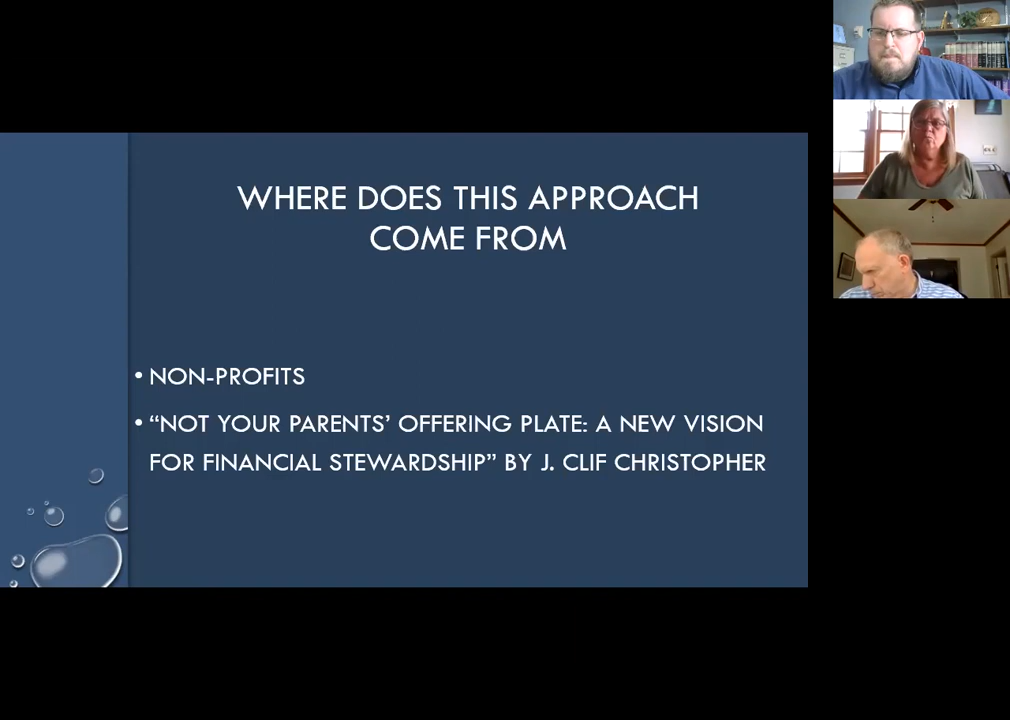 WHERE DOES THIS APPROACH
COME FROM
• NON-PROFITS
• “NOT YOUR PARENTS’ OFFERING PLATE: A NEW VISION
FOR FINANCIAL STEWARDSHIP” BY J. CLIF CHRISTOPHER